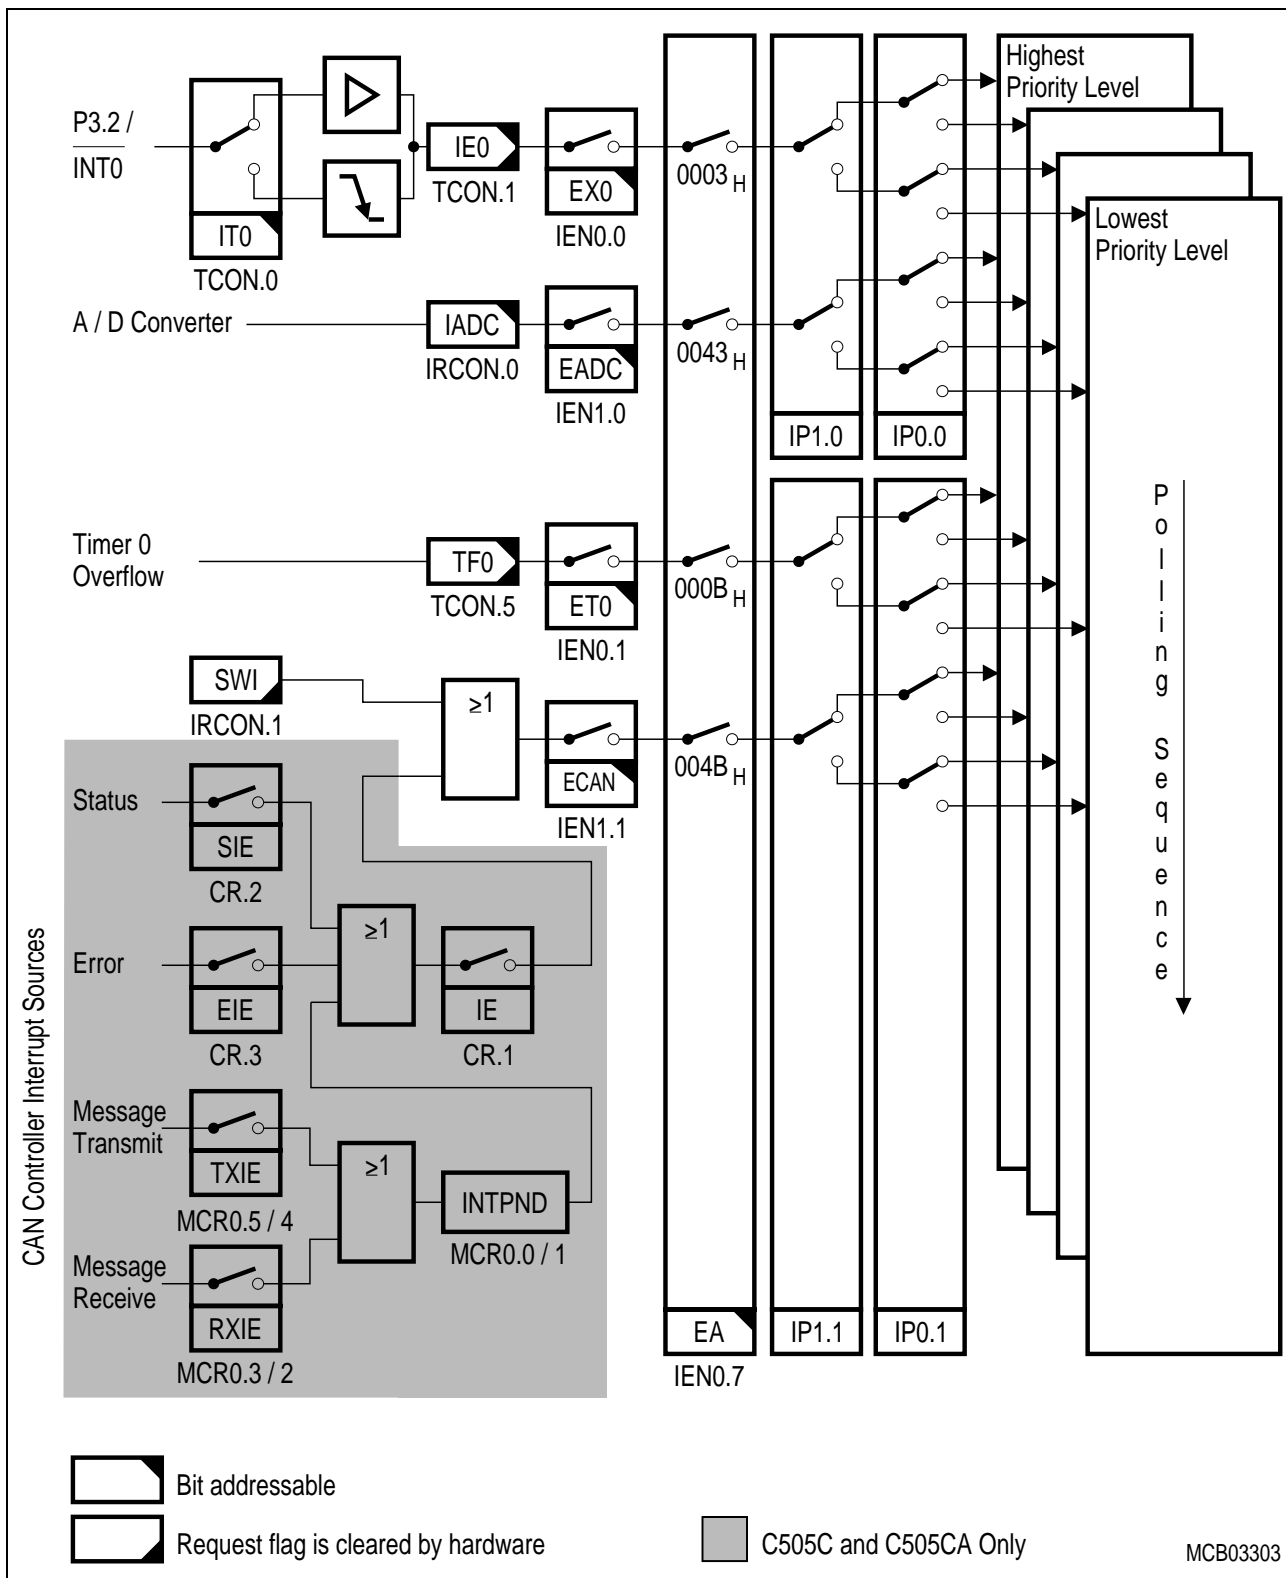 Highest
Priority Level
P3.2 /
INT0
IE0
TCON.1
EX0
IEN0.0
0003 H
IT0
TCON.0
Lowest
Priority Level
A / D Converter
IADC
IRCON.0
EADC
IEN1.0
0043 H
IP1.0
IP0.0
Timer 0
Overflow
TF0
TCON.5
ET0
IEN0.1
000B H
Polling Sequence
SWI
IRCON.1
≥1
ECAN
IEN1.1
004B H
CAN Controller Interrupt Sources
Status
SIE
CR.2
Error
EIE
CR.3
≥1
IE
CR.1
Message
Transmit
TXIE
MCR0.5 / 4
≥1
INTPND
MCR0.0 / 1
Message
Receive
RXIE
MCR0.3 / 2
EA
IEN0.7
IP1.1
IP0.1
Bit addressable
Request flag is cleared by hardware
C505C and C505CA Only
MCB03303